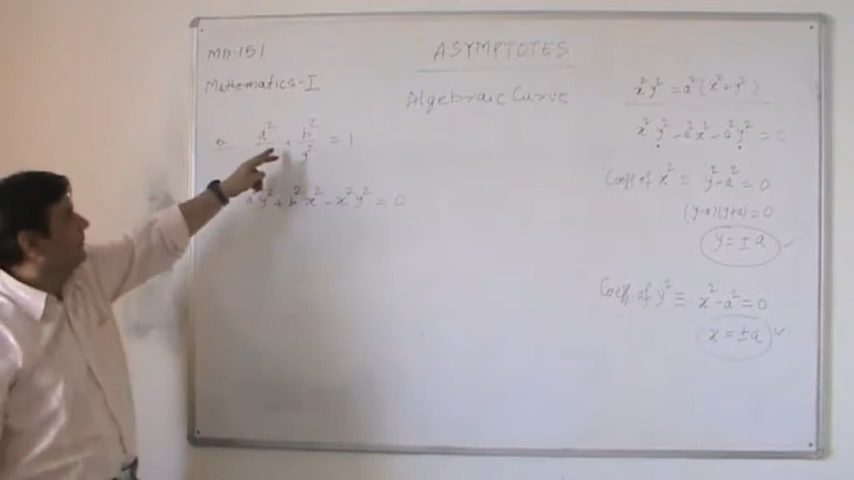 MA-151
ASYMPTOTES
Mathematics-I
Algebraic Curve
a² + b²/y² = 1
a²y² + b²x² - x²y² = 0
x²y² = a²(x² + y²)
x²y² - a²x² - a²y² = 0
Coeff of x² ≡ y² - a² = 0
(y-a)(y+a) = 0
y = ± a ✓
Coeff. of y² ≡ x² - a² = 0
x = ± a ✓